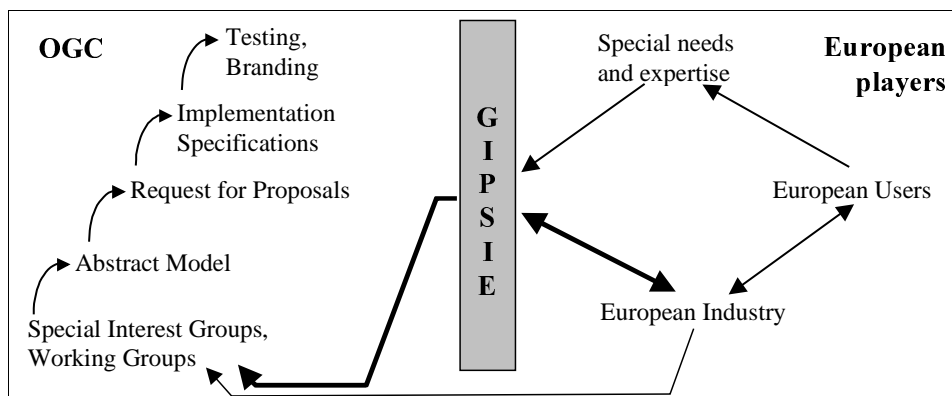 OGC
Testing,
Branding
Implementation
Specifications
Request for Proposals
Abstract Model
Special Interest Groups,
Working Groups
G
I
P
S
I
E
Special needs
and expertise
European
players
European Users
European Industry